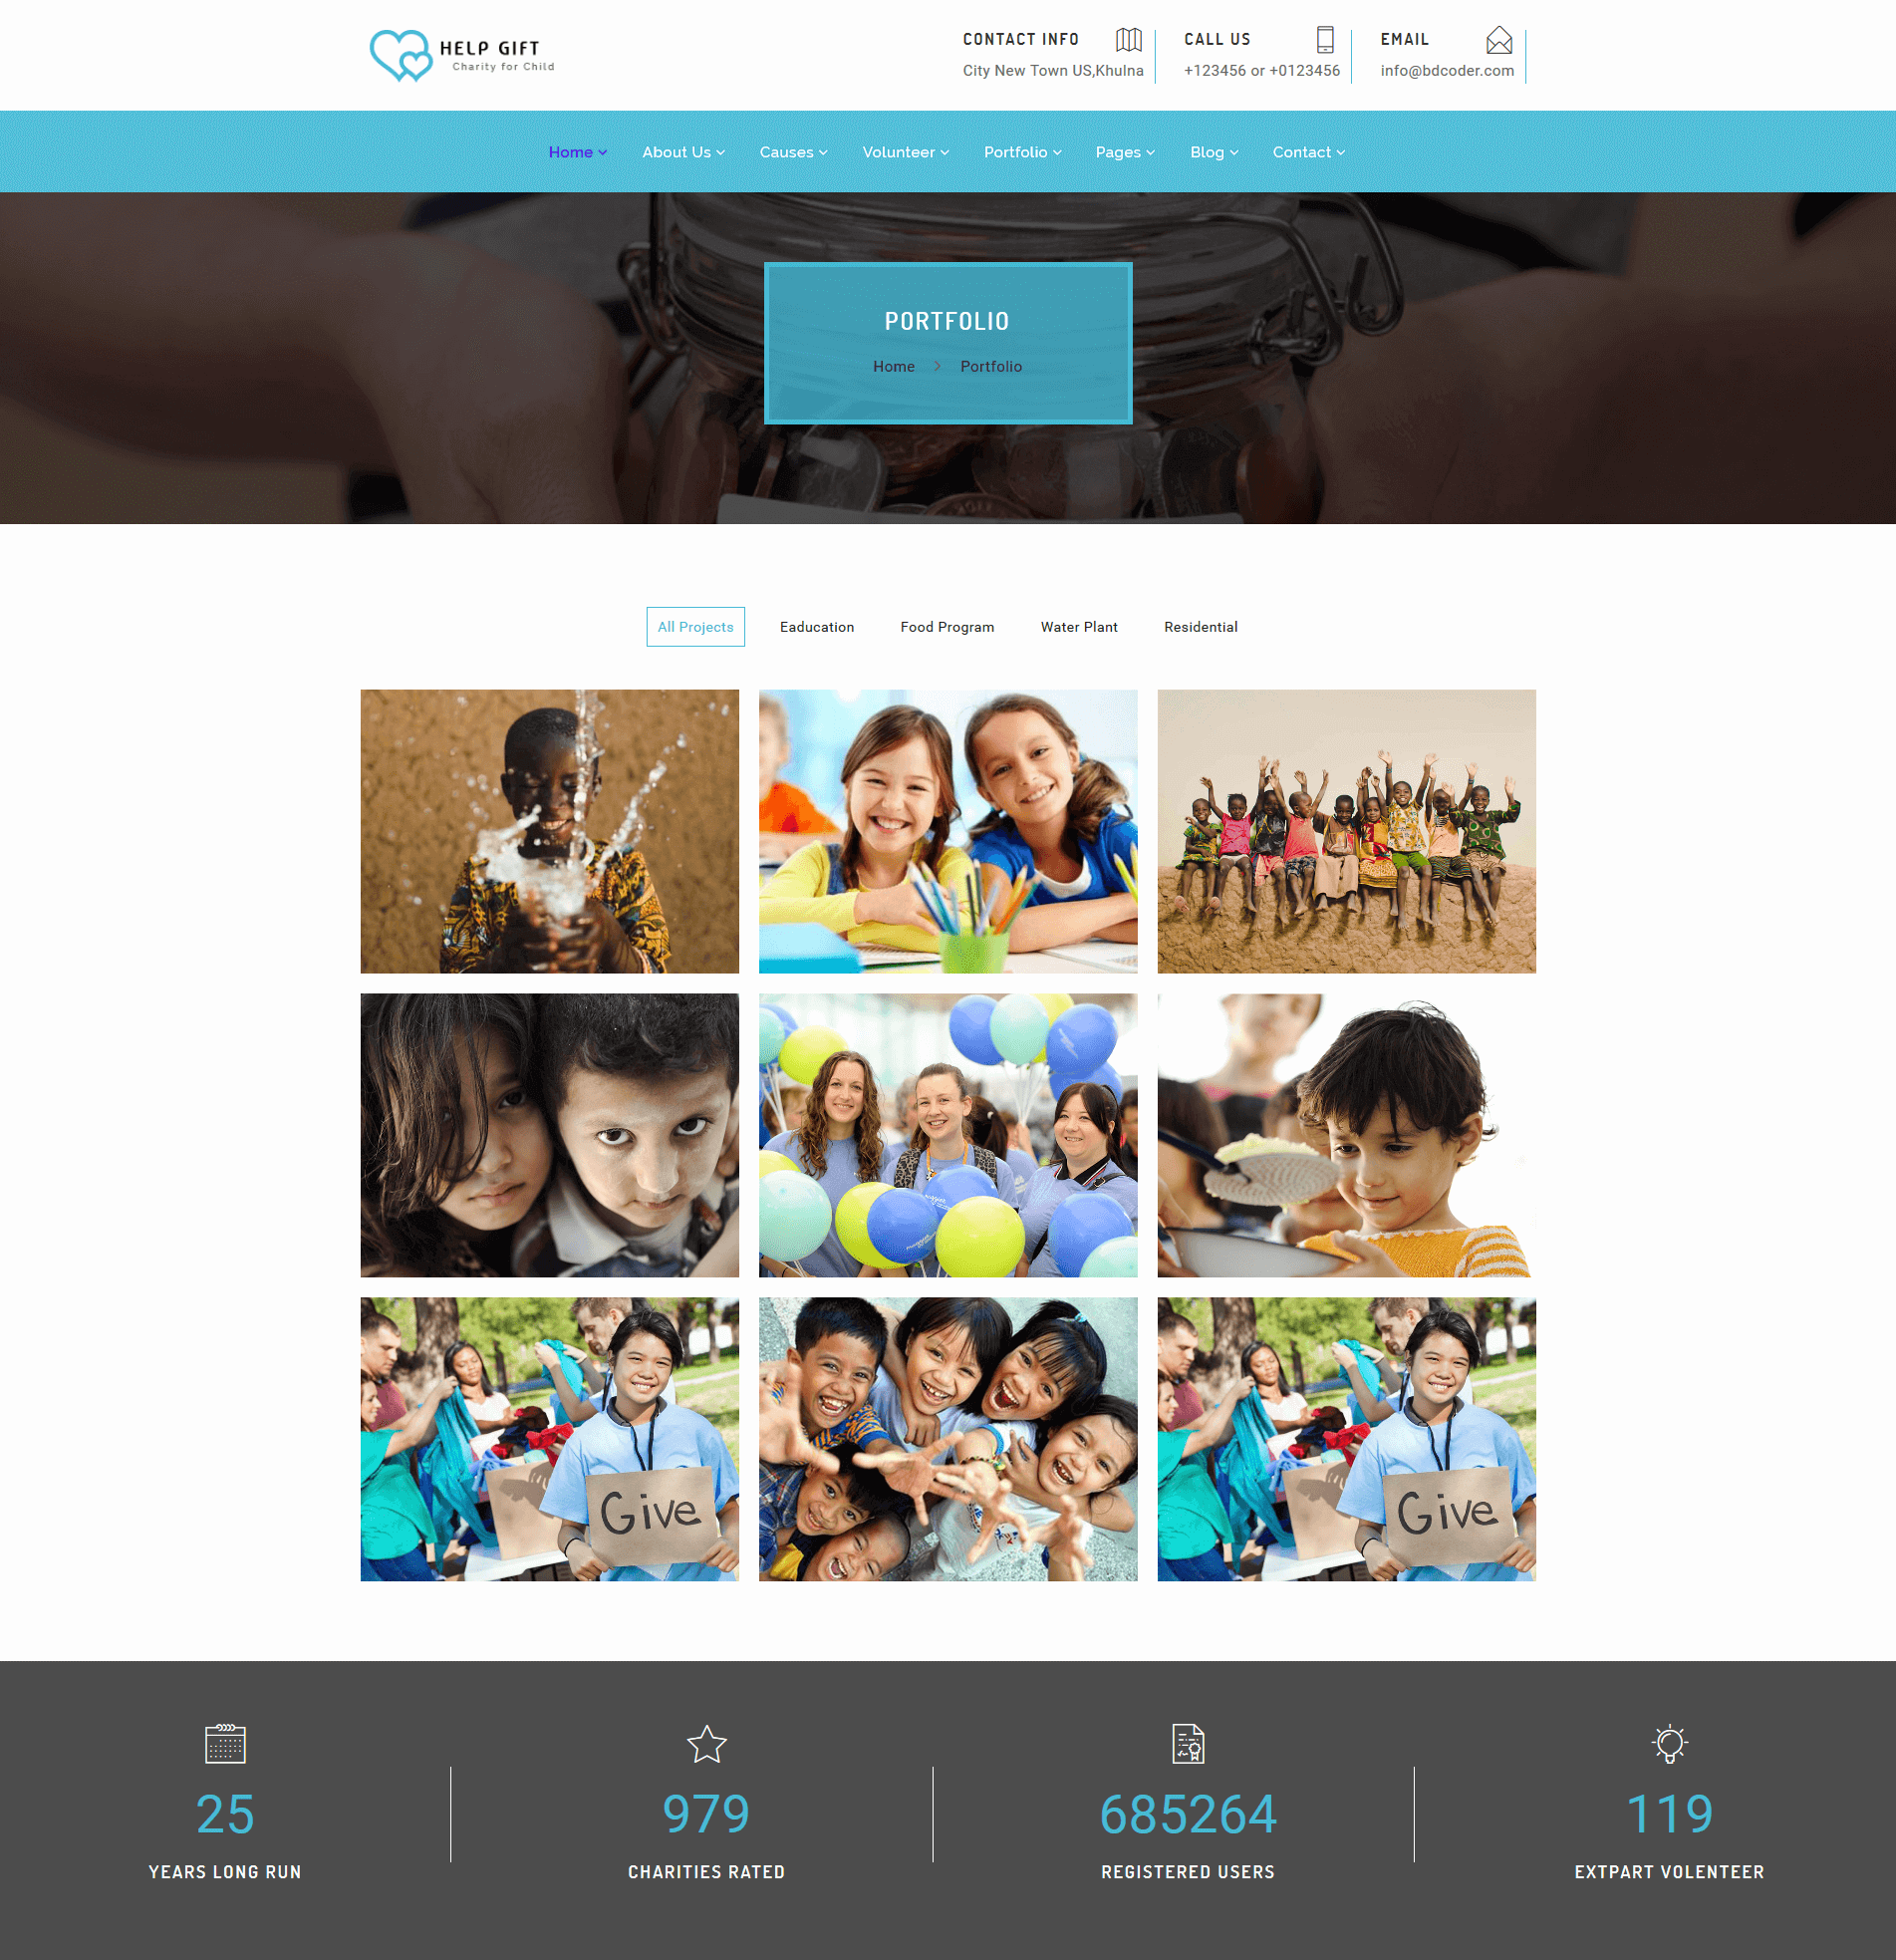 HELP GIFT
Charity for Child
CONTACT INFO
City New Town US,Khulna
CALL US
+123456 or +0123456
EMAIL
info@bdcoder.com
Home
About Us
Causes
Volunteer
Portfolio
Pages
Blog
Contact
PORTFOLIO
Home > Portfolio
All Projects
Eaducation
Food Program
Water Plant
Residential
Give
Give
25
YEARS LONG RUN
979
CHARITIES RATED
685264
REGISTERED USERS
119
EXTPART VOLENTEER